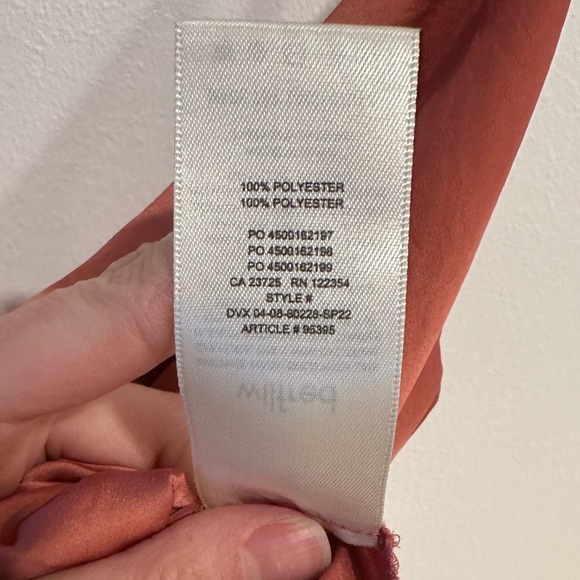 100% POLYESTER
100% POLYESTER
PO 4500162197
PO 4500162198
PO 4500162199
CA 23725 RN 122354
STYLE #
DVX 04-08-80228-SP22
ARTICLE # 95395
wilfred